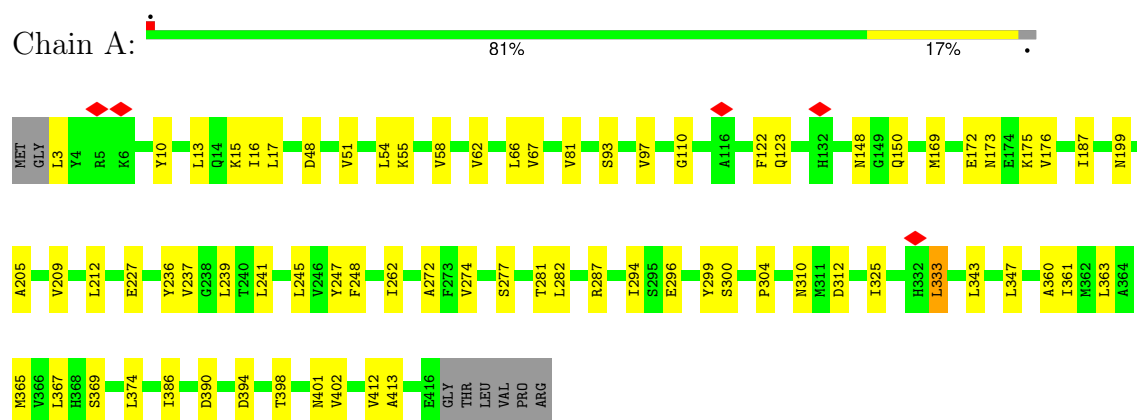 Chain A:
81% 17%
MET GLY L3 Y4 R5 K6 Y10 L13 Q14 K15 I16 L17 D48 V51 L54 K55 V58 V62 L66 V67 V81 S93 V97 G110 A116 F122 Q123 H132 N148 G149 Q150 M169 E172 N173 E174 K175 V176 I187 N199
A205 V209 L212 E227 Y236 V237 G238 L239 T240 L241 L245 V246 Y247 F248 I262 A272 F273 V274 S277 T281 L282 R287 I294 S295 E296 Y299 S300 P304 N310 M311 D312 I325 H332 L333 L343 L347 A360 I361 M362 L363 A364
M365 V366 L367 H368 S369 L374 I386 D390 D394 T398 N401 V402 V412 A413 E416 GLY THR LEU VAL PRO ARG